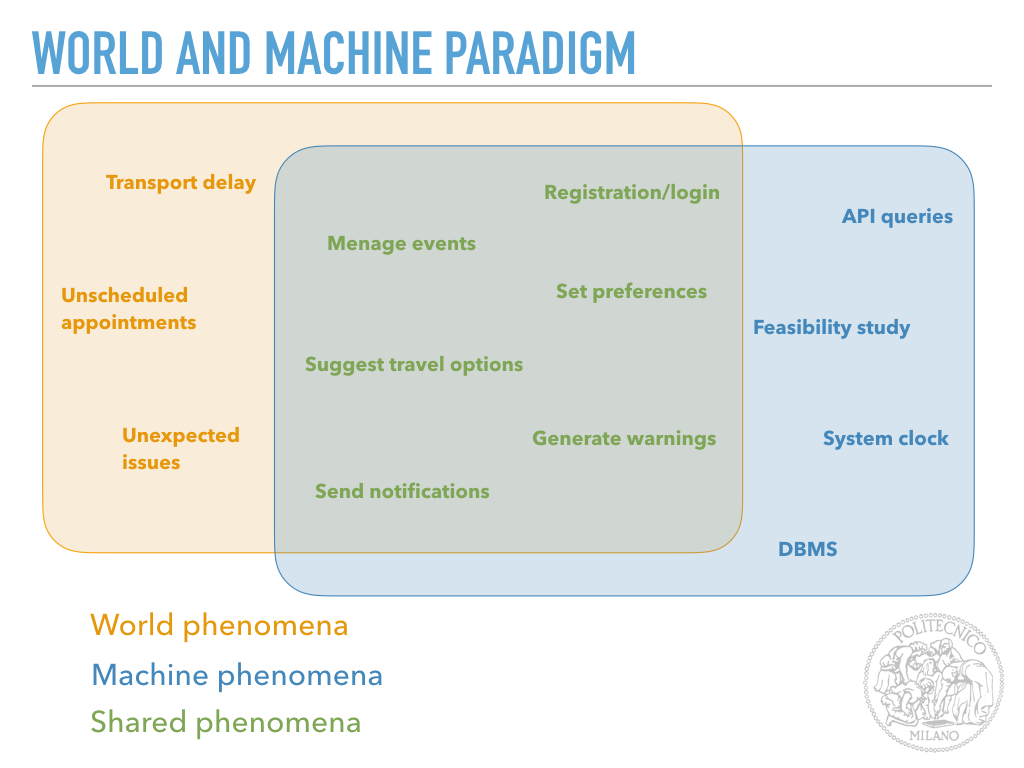 WORLD AND MACHINE PARADIGM
Transport delay
Registration/login
API queries
Menage events
Unscheduled
appointments
Set preferences
Feasibility study
Suggest travel options
Unexpected
issues
Generate warnings
System clock
Send notifications
DBMS
World phenomena
Machine phenomena
Shared phenomena
POLITECNICO
MILANO